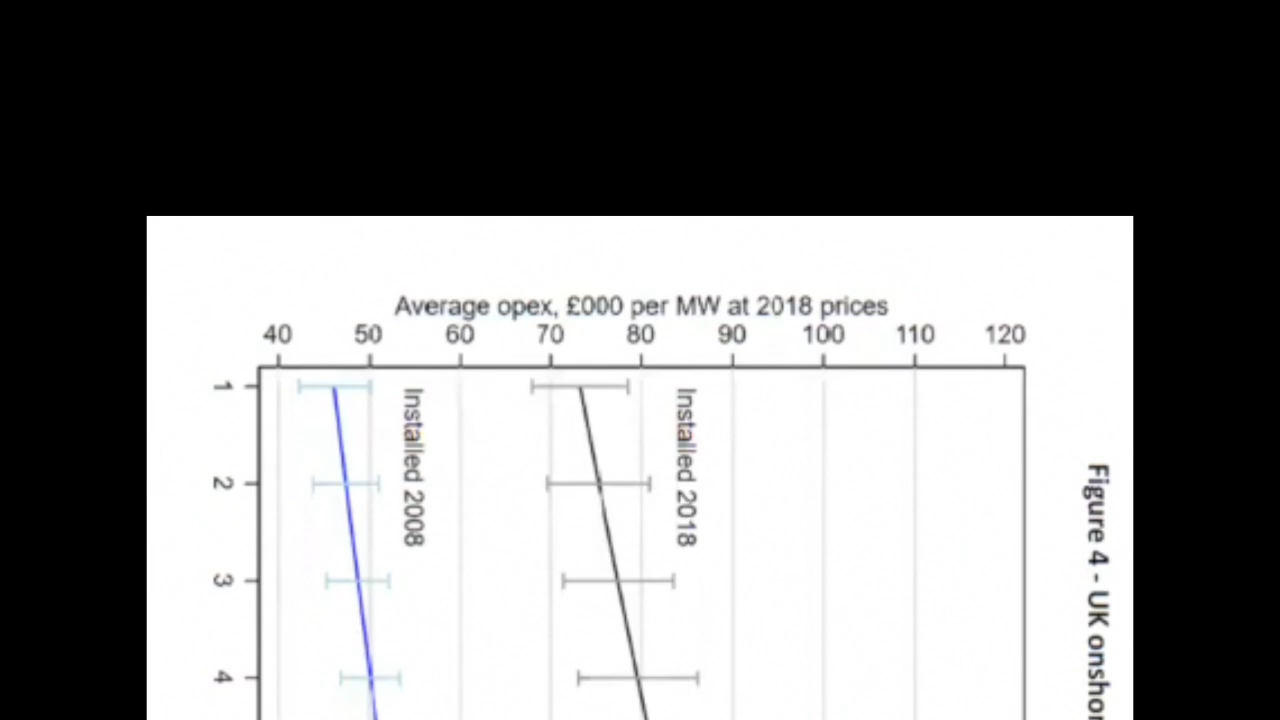 Figure 4 - UK onshor
Average opex, £000 per MW at 2018 prices
40 50 60 70 80 90 100 110 120
Installed 2018
Installed 2008
1 2 3 4